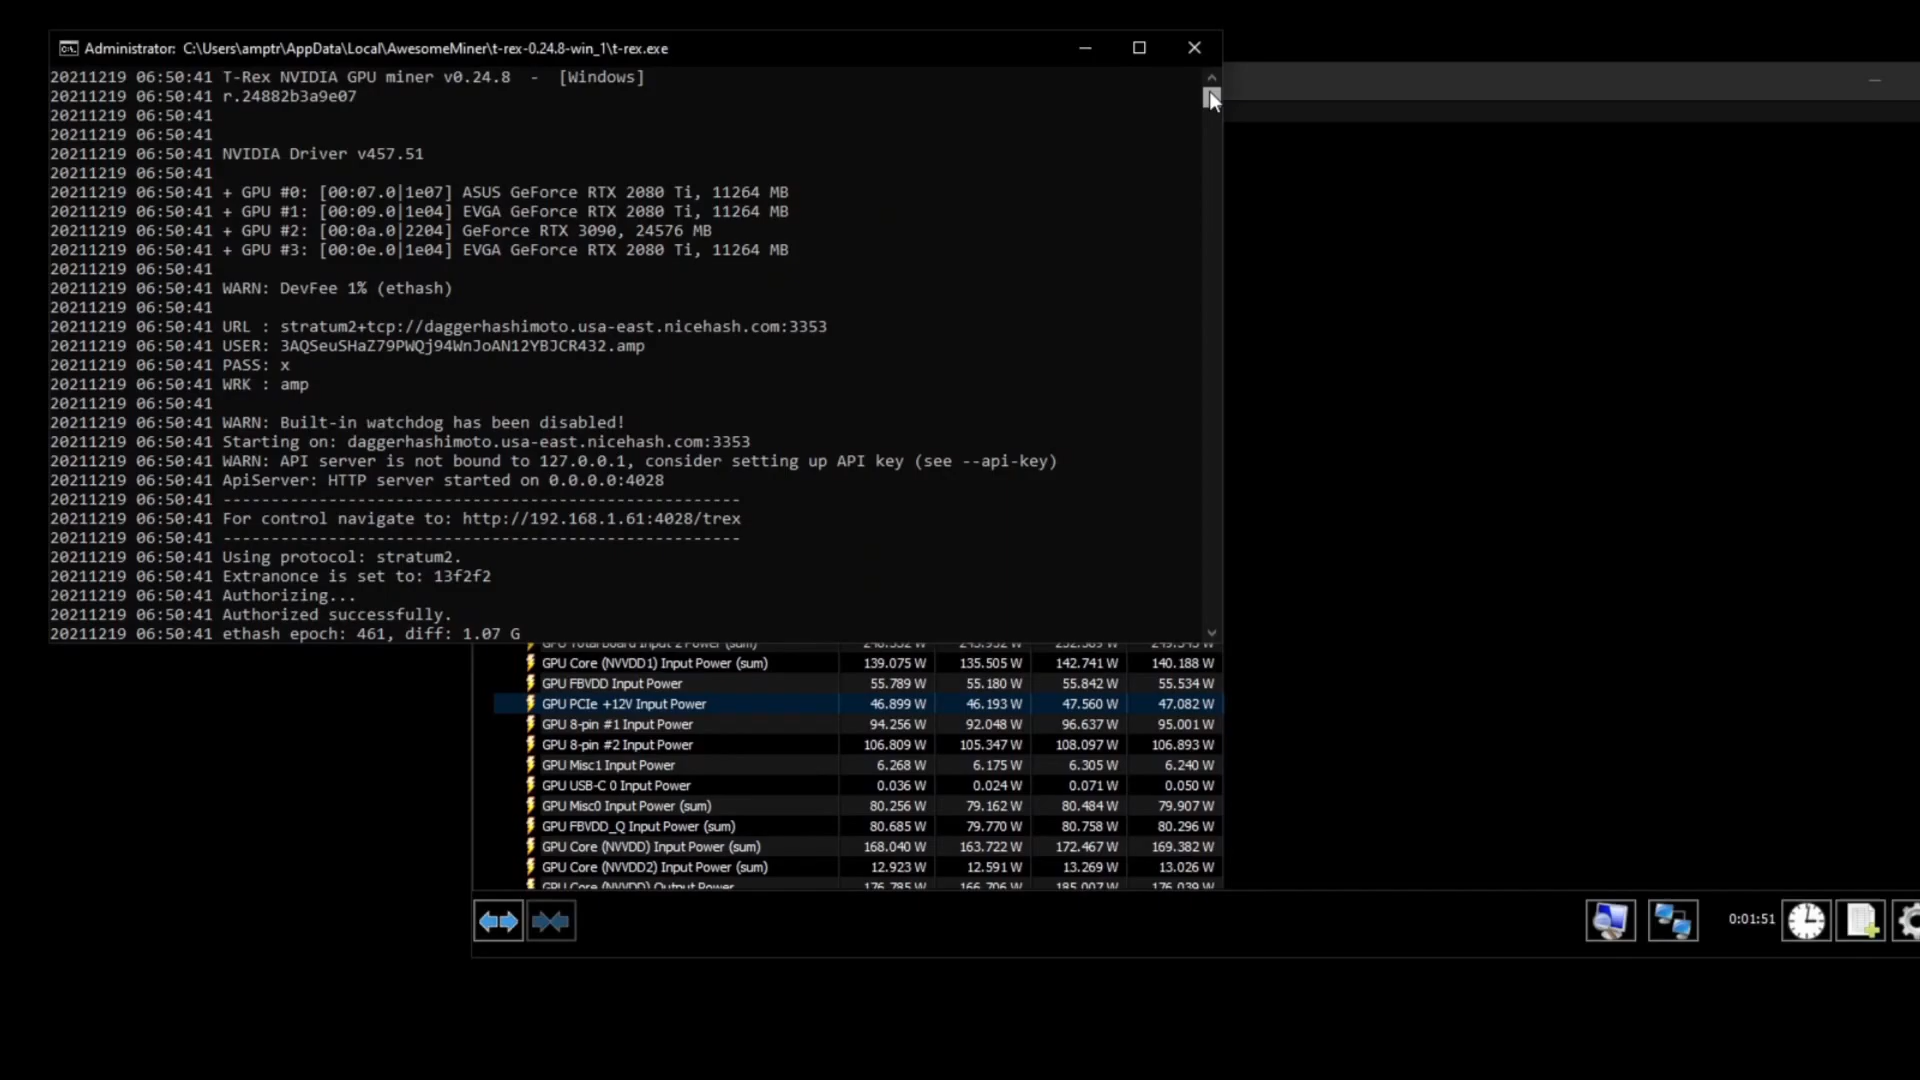 Administrator: C:\Users\amptr\AppData\Local\AwesomeMiner\t-rex-0.24.8-win_1\t-rex.exe
20211219 06:50:41 T-Rex NVIDIA GPU miner v0.24.8 - [Windows]
20211219 06:50:41 r.24882b3a9e07
20211219 06:50:41
20211219 06:50:41
20211219 06:50:41 NVIDIA Driver v457.51
20211219 06:50:41
20211219 06:50:41 + GPU #0: [00:07.0|1e07] ASUS GeForce RTX 2080 Ti, 11264 MB
20211219 06:50:41 + GPU #1: [00:09.0|1e04] EVGA GeForce RTX 2080 Ti, 11264 MB
20211219 06:50:41 + GPU #2: [00:0a.0|2204] GeForce RTX 3090, 24576 MB
20211219 06:50:41 + GPU #3: [00:0e.0|1e04] EVGA GeForce RTX 2080 Ti, 11264 MB
20211219 06:50:41
20211219 06:50:41 WARN: DevFee 1% (ethash)
20211219 06:50:41
20211219 06:50:41 URL : stratum2+tcp://daggerhashimoto.usa-east.nicehash.com:3353
20211219 06:50:41 USER: 3AQSeuSHaZ79PWQj94WnJoAN12YBJCR432.amp
20211219 06:50:41 PASS: x
20211219 06:50:41 WRK : amp
20211219 06:50:41
20211219 06:50:41 WARN: Built-in watchdog has been disabled!
20211219 06:50:41 Starting on: daggerhashimoto.usa-east.nicehash.com:3353
20211219 06:50:41 WARN: API server is not bound to 127.0.0.1, consider setting up API key (see --api-key)
20211219 06:50:41 ApiServer: HTTP server started on 0.0.0.0:4028
20211219 06:50:41 ------------------------------------------------------
20211219 06:50:41 For control navigate to: http://192.168.1.61:4028/trex
20211219 06:50:41 ------------------------------------------------------
20211219 06:50:41 Using protocol: stratum2.
20211219 06:50:41 Extranonce is set to: 13f2f2
20211219 06:50:41 Authorizing...
20211219 06:50:41 Authorized successfully.
20211219 06:50:41 ethash epoch: 461, diff: 1.07 G
GPU Core (NVVDD1) Input Power (sum) 139.075 W 135.505 W 142.741 W 140.188 W
GPU FBVDD Input Power 55.789 W 55.180 W 55.842 W 55.534 W
GPU PCIe +12V Input Power 46.899 W 46.193 W 47.560 W 47.082 W
GPU 8-pin #1 Input Power 94.256 W 92.048 W 96.637 W 95.001 W
GPU 8-pin #2 Input Power 106.809 W 105.347 W 108.097 W 106.893 W
GPU Misc1 Input Power 6.268 W 6.175 W 6.305 W 6.240 W
GPU USB-C 0 Input Power 0.036 W 0.024 W 0.071 W 0.050 W
GPU Misc0 Input Power (sum) 80.256 W 79.162 W 80.484 W 79.907 W
GPU FBVDD_Q Input Power (sum) 80.685 W 79.770 W 80.758 W 80.296 W
GPU Core (NVVDD) Input Power (sum) 168.040 W 163.722 W 172.467 W 169.382 W
GPU Core (NVVDD2) Input Power (sum) 12.923 W 12.591 W 13.269 W 13.026 W
GPU Core (NVVDD) Output Power 176.785 W 166.706 W 185.007 W 176.039 W
0:01:51